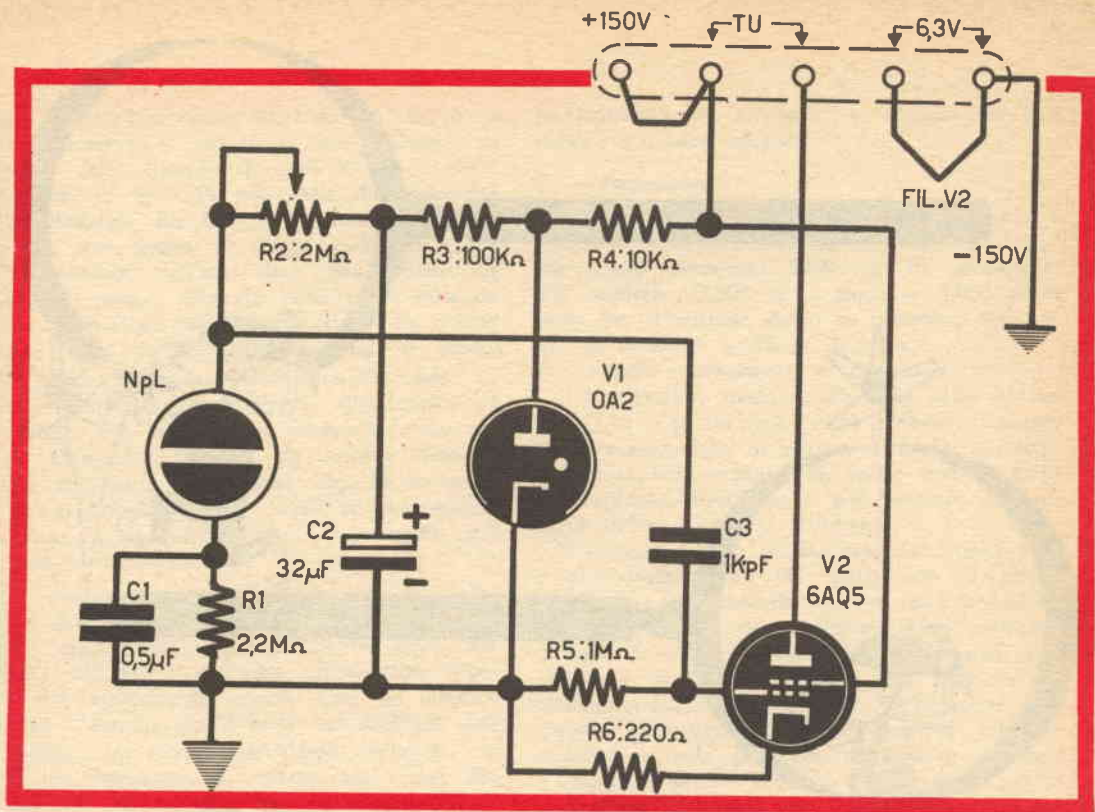 +150V
TU
6,3V
FIL.V2
-150V
R2:2MΩ
R3:100KΩ
R4:10KΩ
NpL
V1
0A2
C1
0,5µF
R1
2,2MΩ
C2
32µF
+
-
C3
1KpF
V2
6AQ5
R5:1MΩ
R6:220Ω